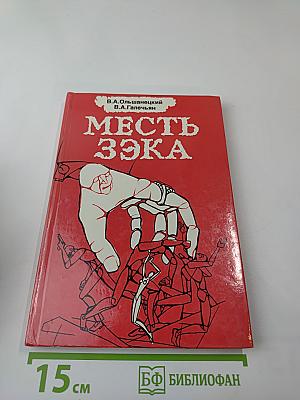 В.А.Ольшанецкий
В.А.Галечьян
МЕСТЬ
ЗЭКА
15 см
БФ БИБЛИОФАН